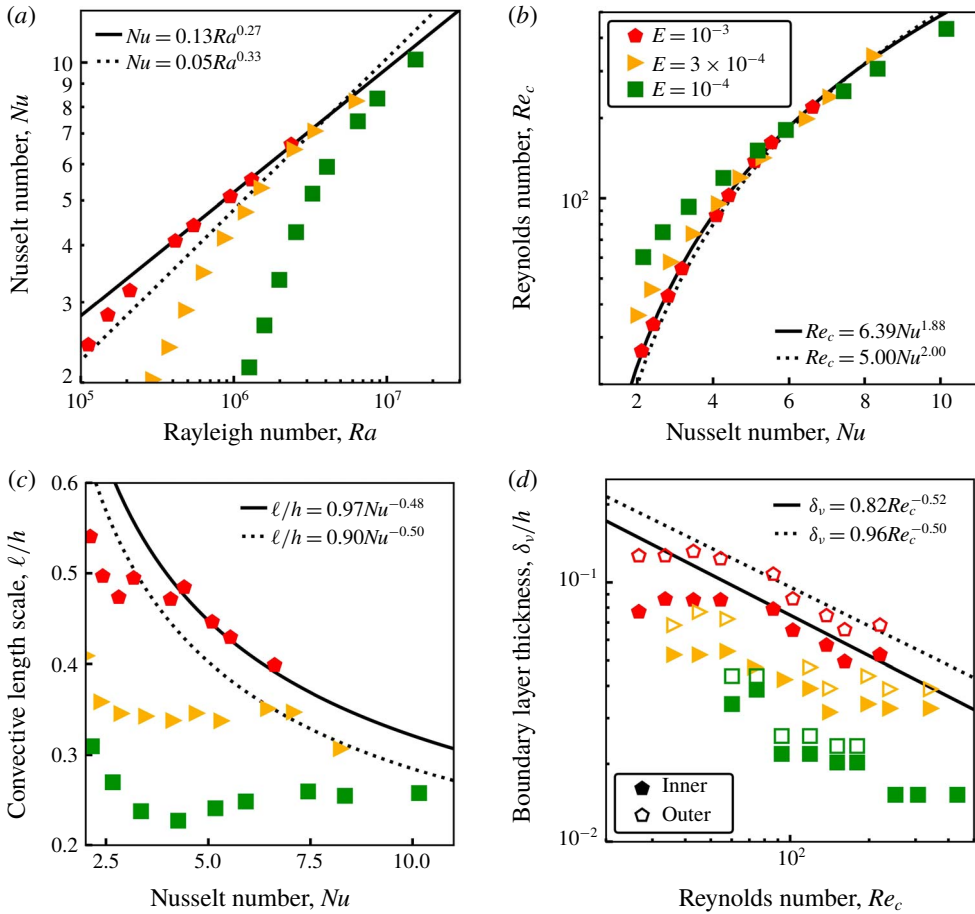 (a)
Nu = 0.13Ra^0.27
Nu = 0.05Ra^0.33
Nusselt number, Nu
10
9
8
7
6
5
4
3
2
10^5
10^6
10^7
Rayleigh number, Ra
(b)
E = 10^−3
E = 3 × 10^−4
E = 10^−4
Reynolds number, Re_c
10^2
Re_c = 6.39Nu^1.88
Re_c = 5.00Nu^2.00
2
4
6
8
10
Nusselt number, Nu
(c)
ℓ/h = 0.97Nu^−0.48
ℓ/h = 0.90Nu^−0.50
Convective length scale, ℓ/h
0.6
0.5
0.4
0.3
0.2
2.5
5.0
7.5
10.0
Nusselt number, Nu
(d)
δ_ν = 0.82Re_c^−0.52
δ_ν = 0.96Re_c^−0.50
Boundary layer thickness, δ_ν/h
10^−1
10^−2
Inner
Outer
10^2
Reynolds number, Re_c